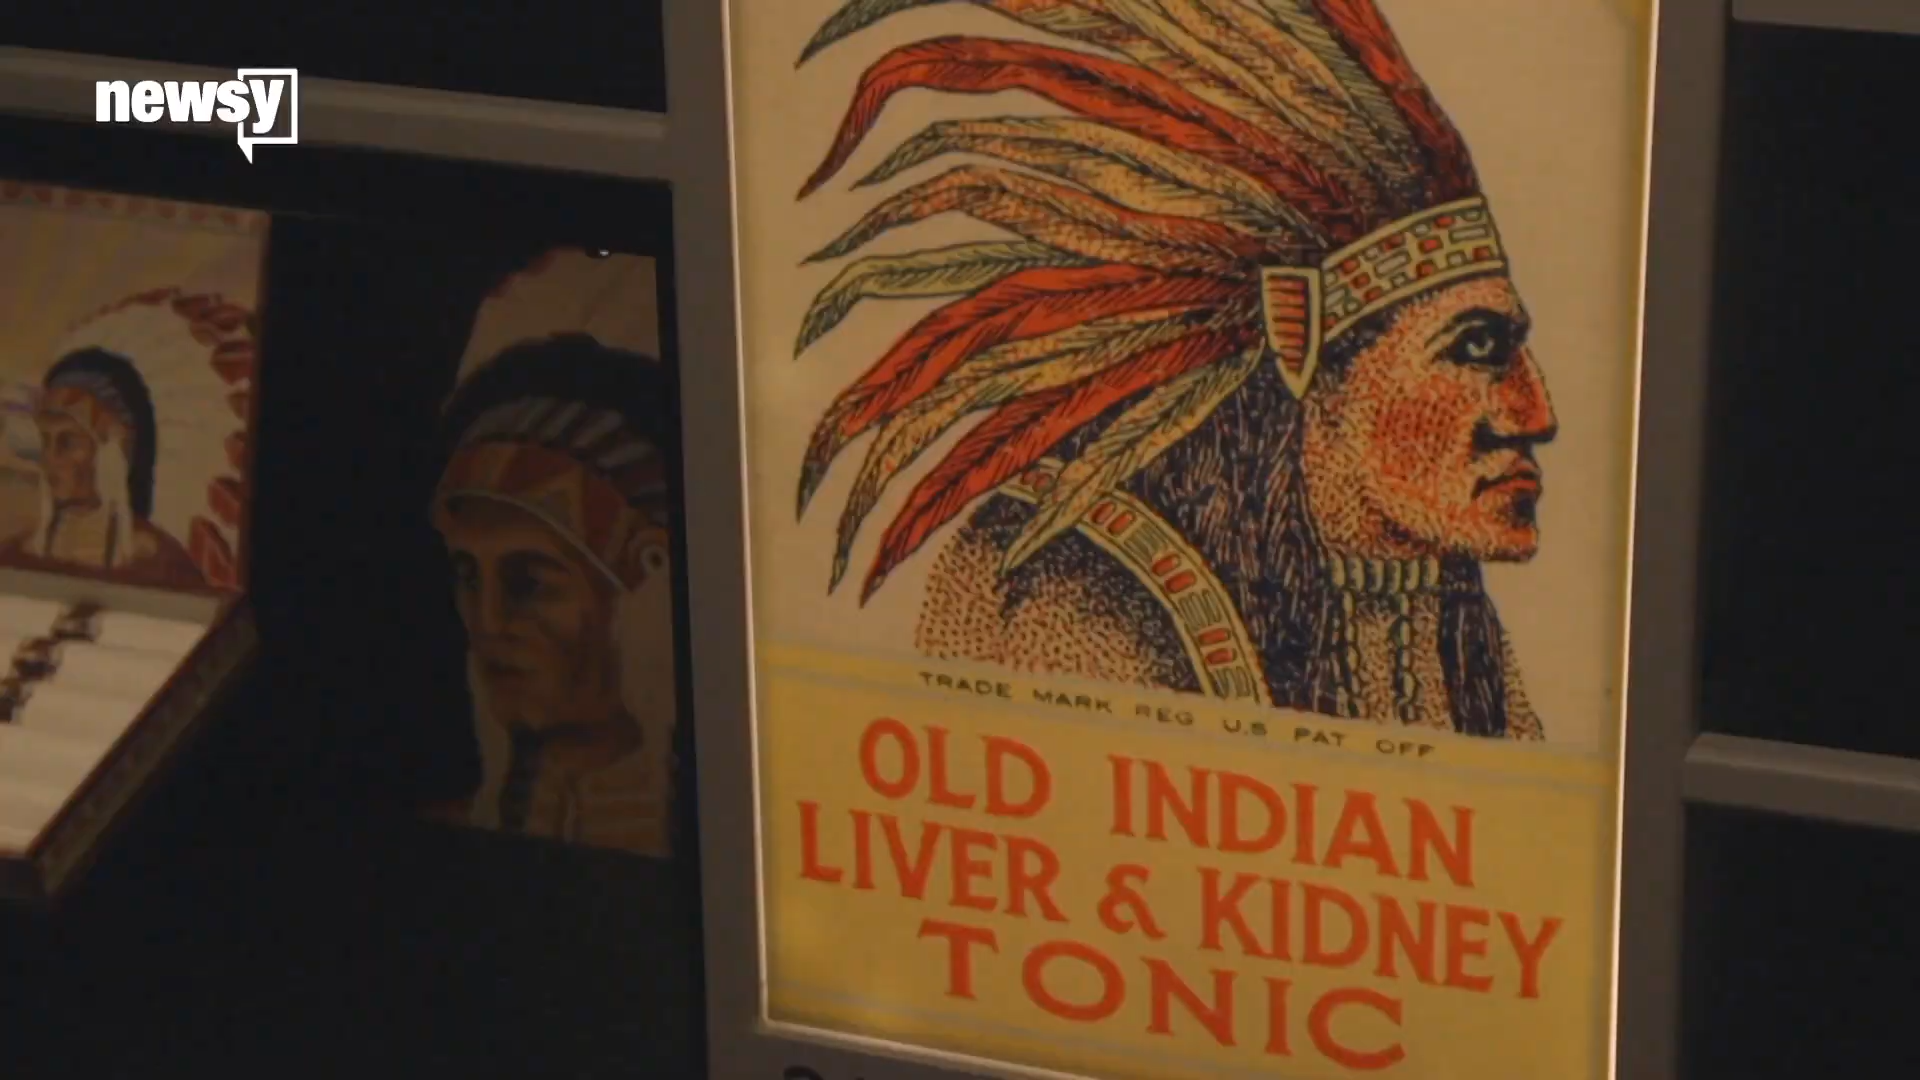 newsy
TRADE MARK REG U.S PAT OFF
OLD INDIAN
LIVER & KIDNEY
TONIC